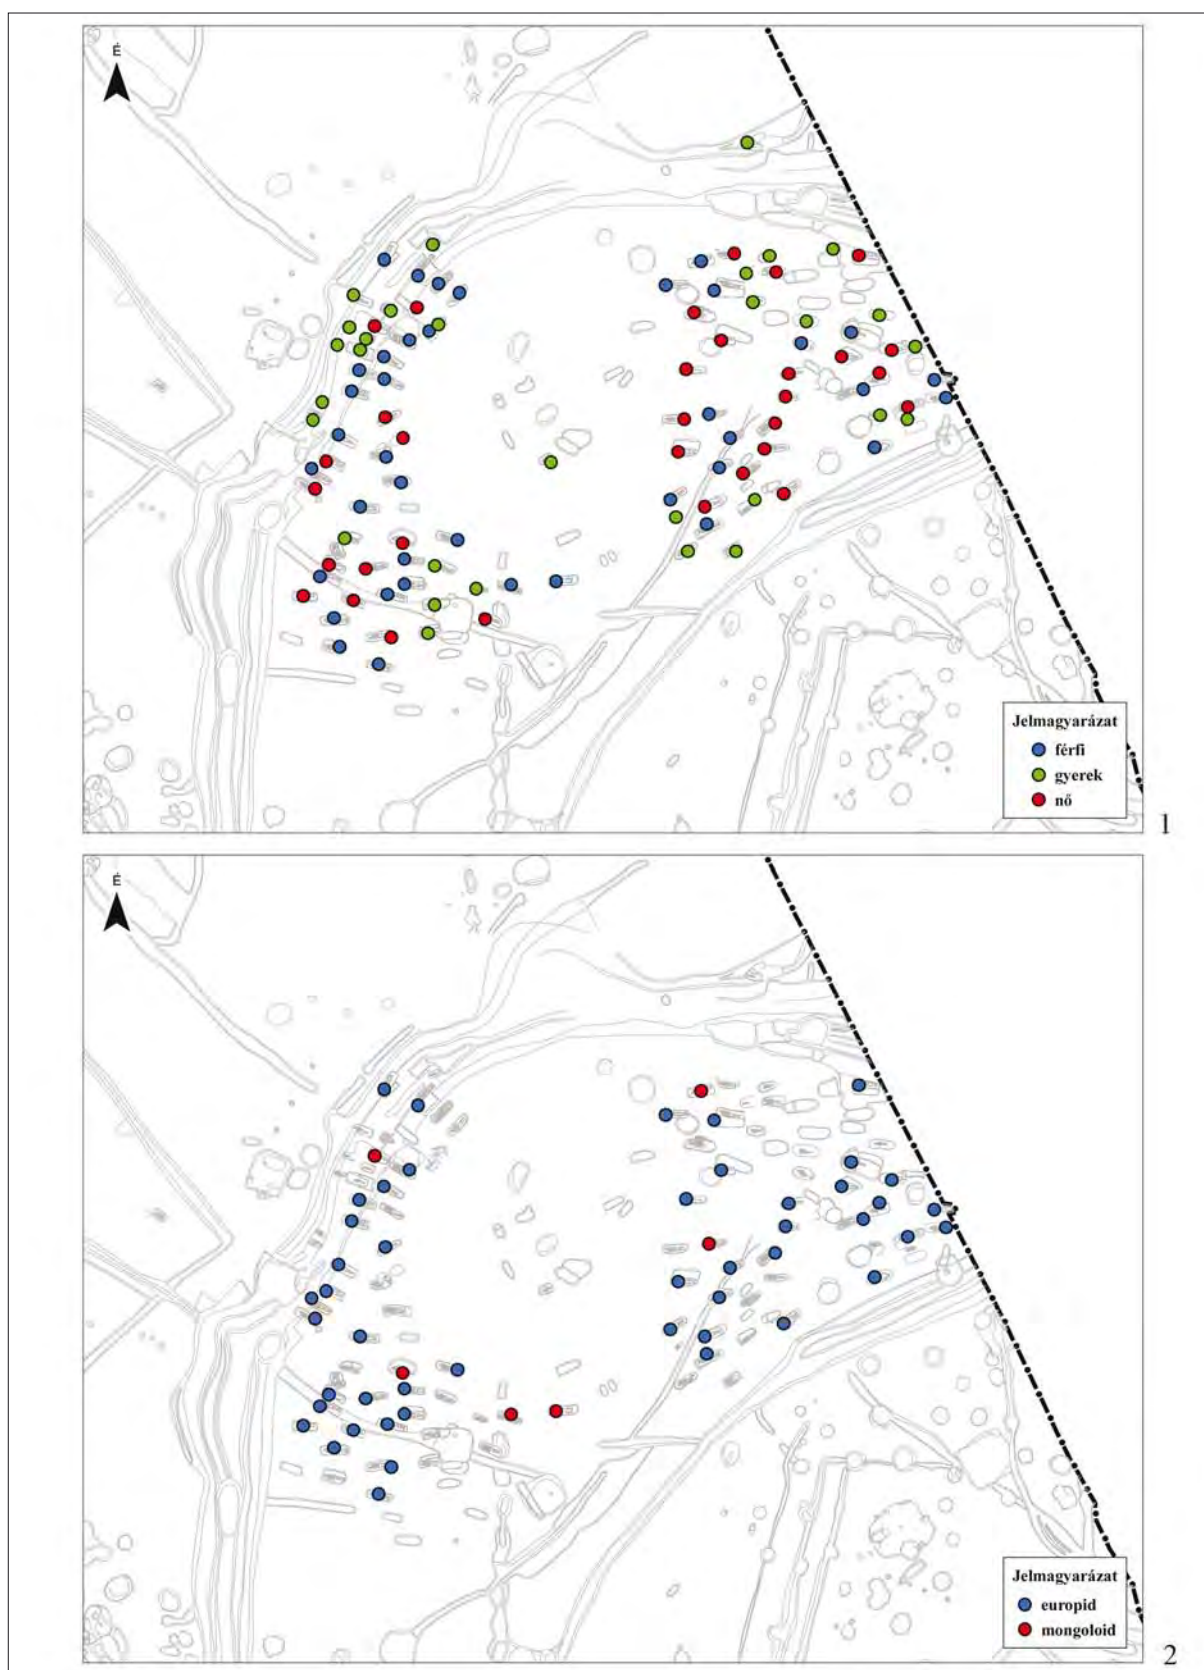 É
Jelmagyarázat
férfi
gyerek
nő
1
É
Jelmagyarázat
europid
mongoloid
2